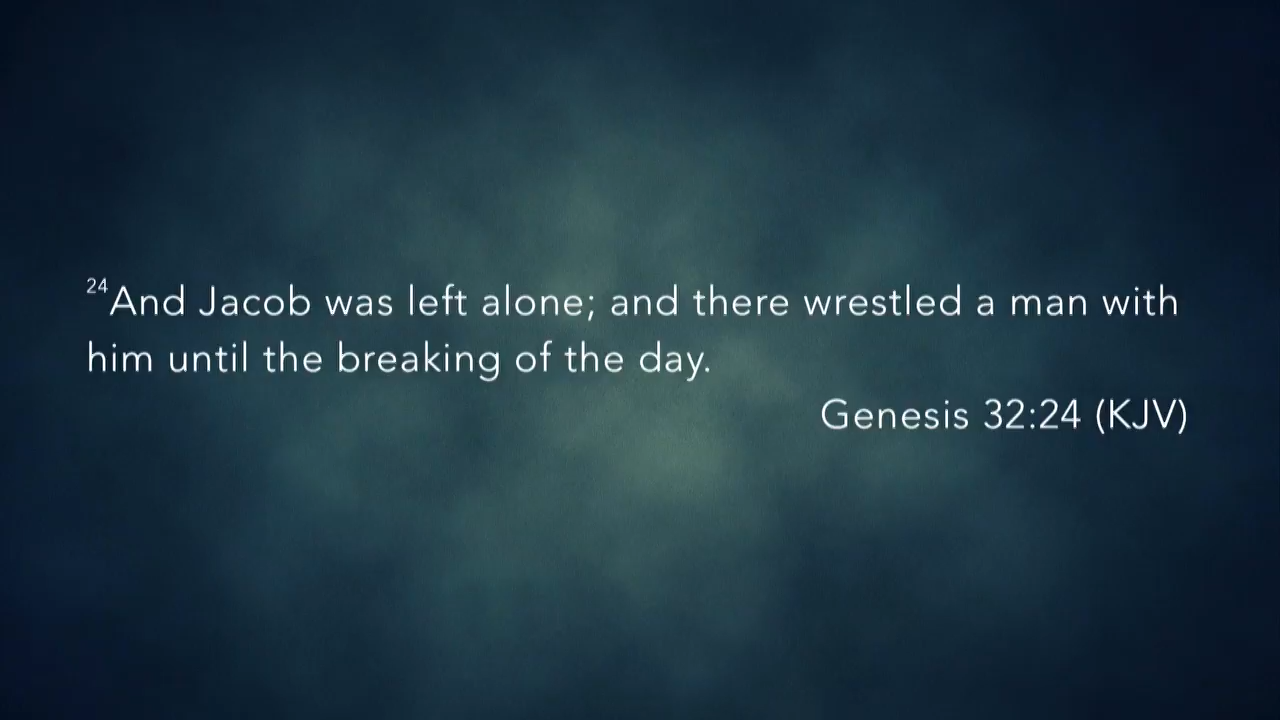 24And Jacob was left alone; and there wrestled a man with
him until the breaking of the day.
Genesis 32:24 (KJV)